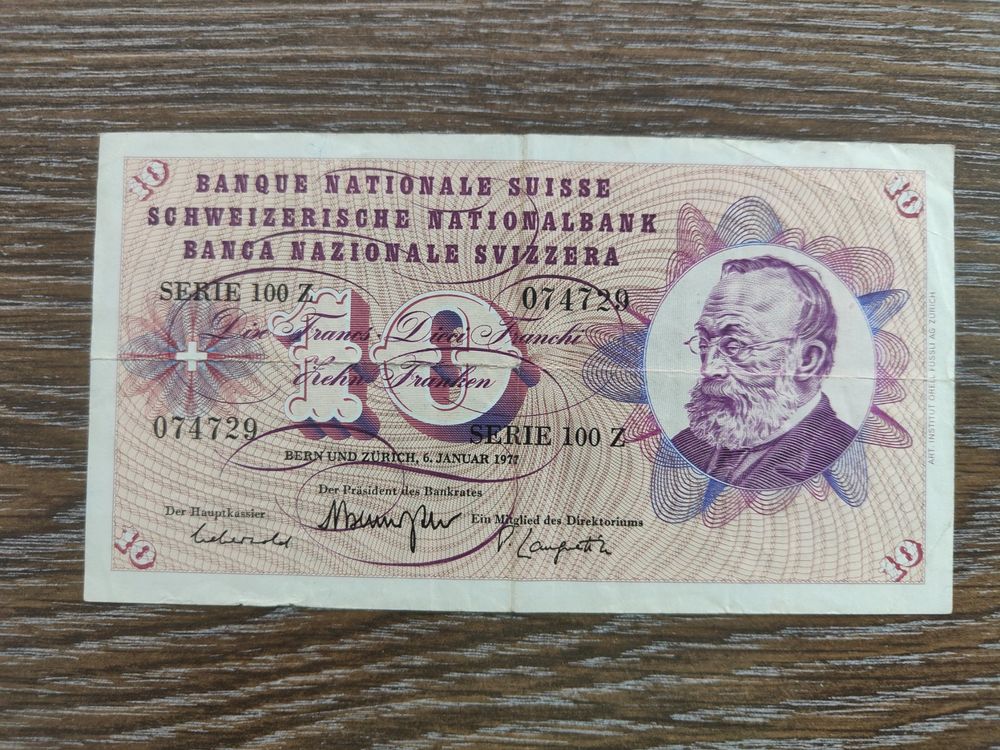 10 10
BANQUE NATIONALE SUISSE
SCHWEIZERISCHE NATIONALBANK
BANCA NAZIONALE SVIZZERA
SERIE 100 Z 074729
Dix Francs Dieci Franchi
10
Zehn Franken
074729 SERIE 100 Z
BERN UND ZÜRICH, 6. JANUAR 1977
Der Präsident des Bankrates
Der Hauptkassier
Ein Mitglied des Direktoriums
10 10
ART. INSTITUT ORELL FÜSSLI AG ZÜRICH